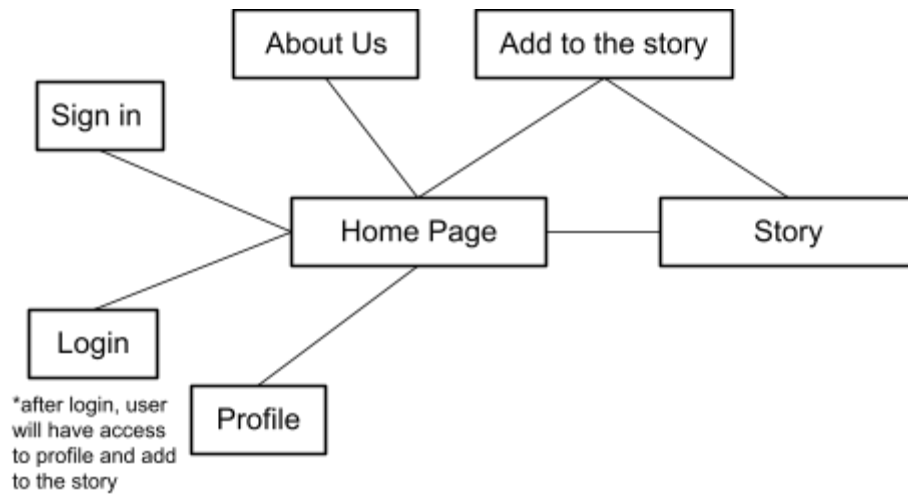 About Us
Add to the story
Sign in
Home Page
Story
Login
*after login, user
will have access
to profile and add
to the story
Profile